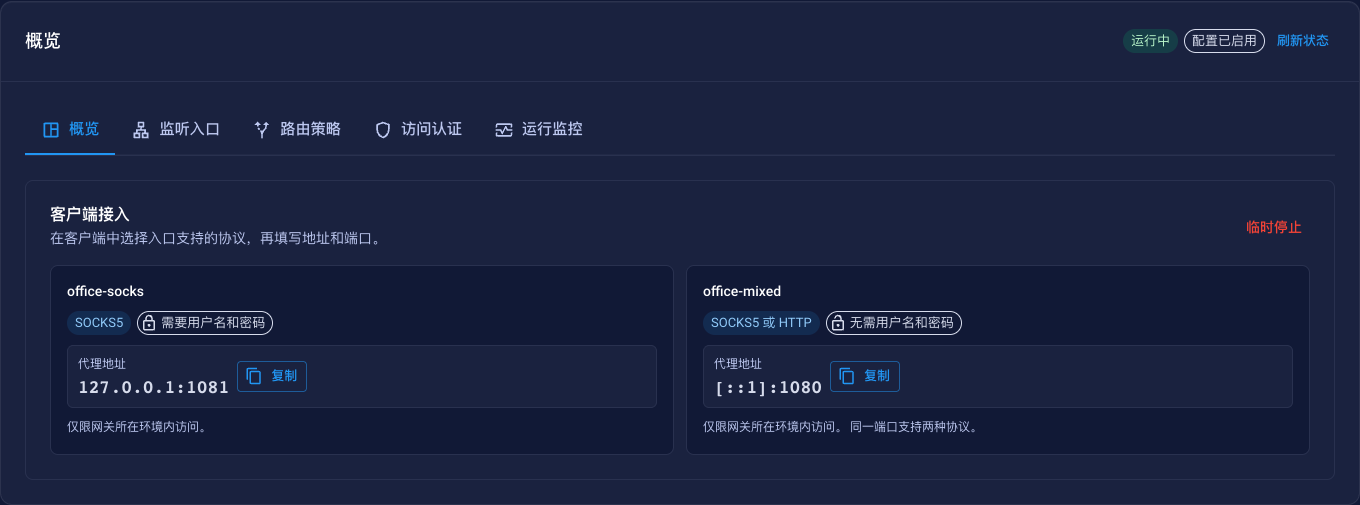 概览
运行中 配置已启用 刷新状态
概览 监听入口 路由策略 访问认证 运行监控
客户端接入
在客户端中选择入口支持的协议，再填写地址和端口。
临时停止
office-socks
SOCKS5 需要用户名和密码
代理地址
127.0.0.1:1081 复制
仅限网关所在环境内访问。
office-mixed
SOCKS5 或 HTTP 无需用户名和密码
代理地址
[::1]:1080 复制
仅限网关所在环境内访问。 同一端口支持两种协议。